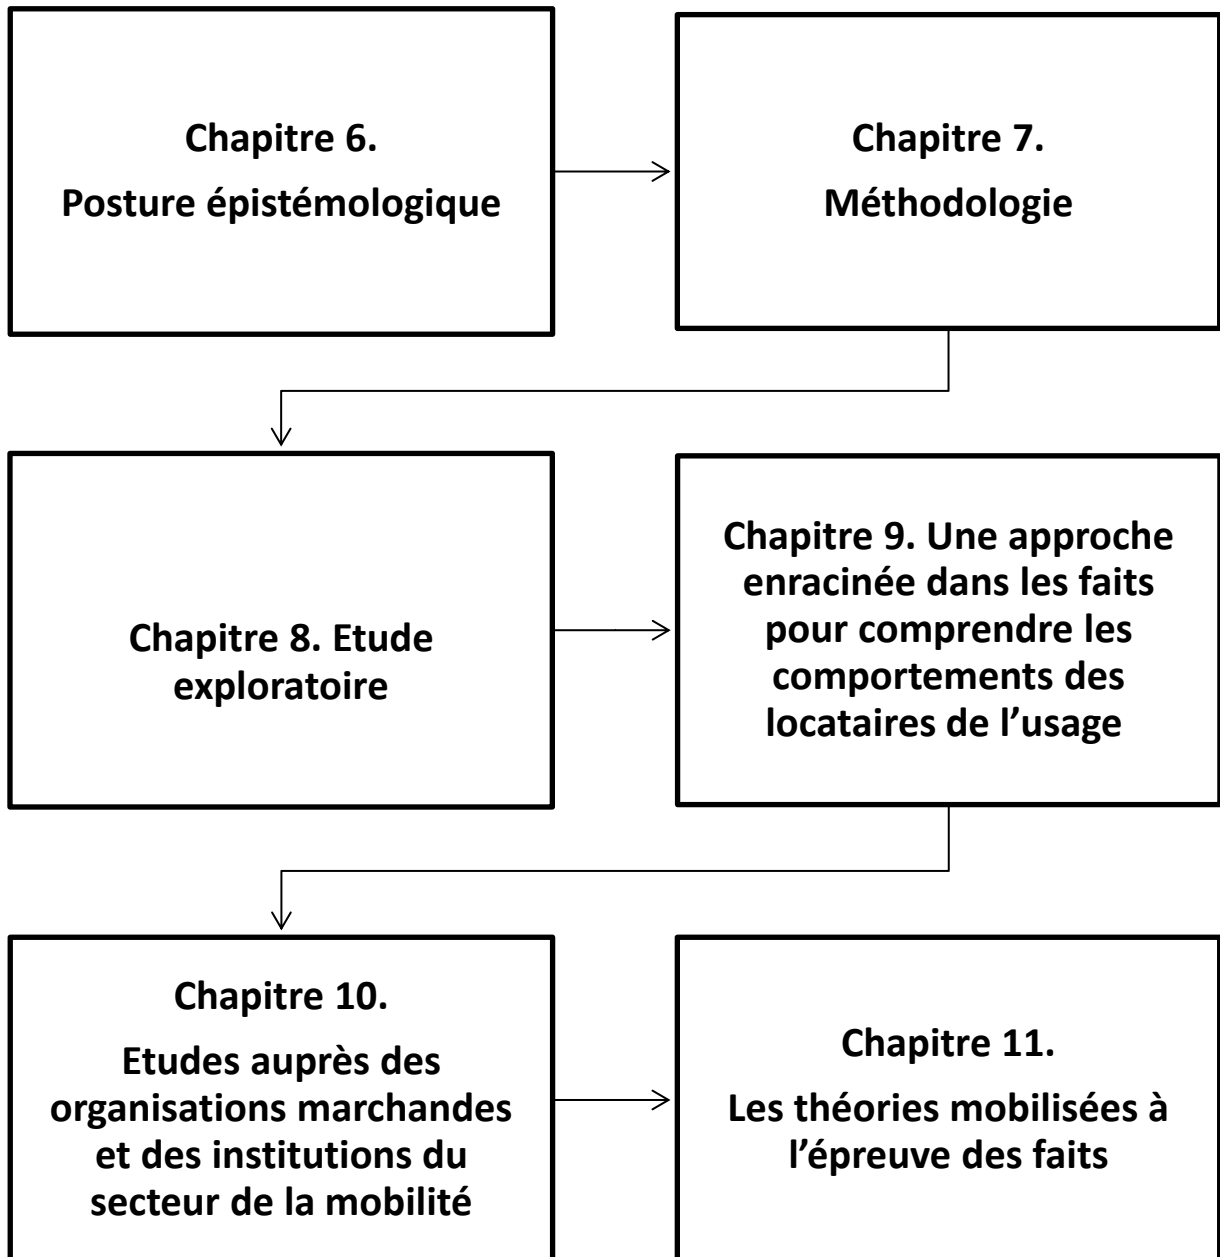 Chapitre 6.
Posture épistémologique
Chapitre 7.
Méthodologie
Chapitre 8. Etude
exploratoire
Chapitre 9. Une approche
enracinée dans les faits
pour comprendre les
comportements des
locataires de l’usage
Chapitre 10.
Etudes auprès des
organisations marchandes
et des institutions du
secteur de la mobilité
Chapitre 11.
Les théories mobilisées à
l’épreuve des faits